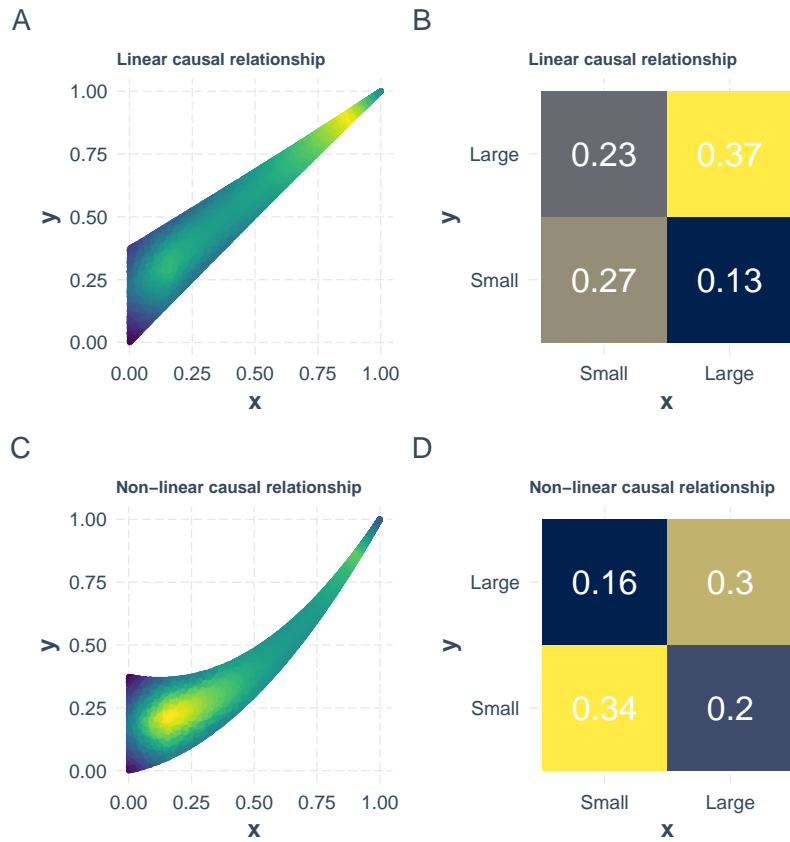 A
Linear causal relationship
1.00
0.75
0.50
0.25
0.00
y
0.00 0.25 0.50 0.75 1.00
x
B
Linear causal relationship
Large
Small
y
0.23 0.37
0.27 0.13
Small Large
x
C
Non−linear causal relationship
1.00
0.75
0.50
0.25
0.00
y
0.00 0.25 0.50 0.75 1.00
x
D
Non−linear causal relationship
Large
Small
y
0.16 0.3
0.34 0.2
Small Large
x